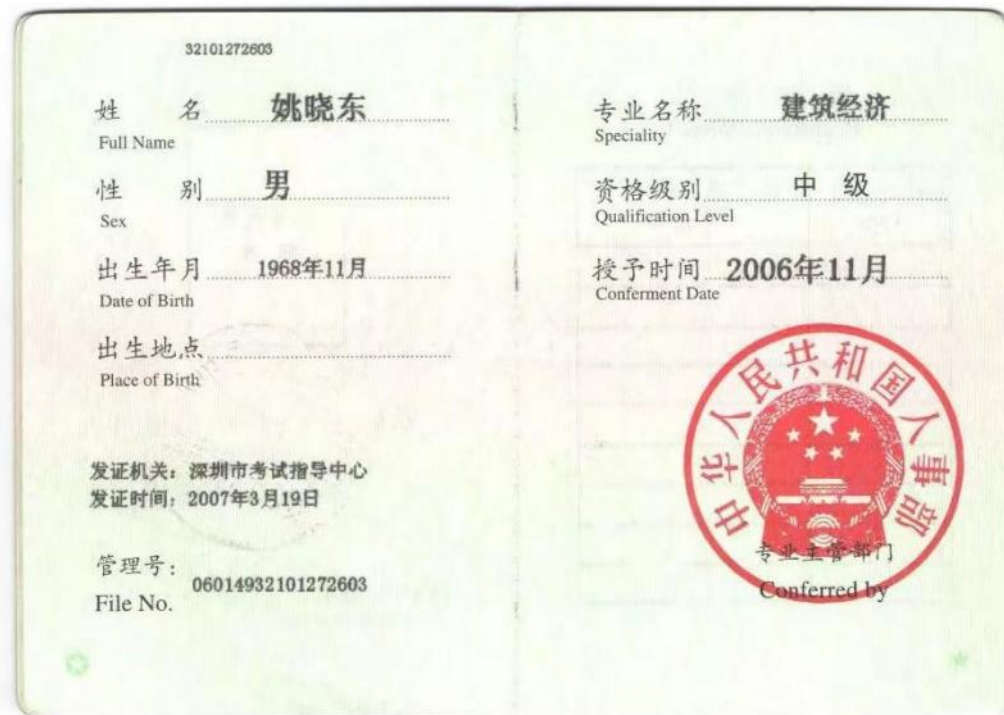 32101272603
姓 名 姚晓东
Full Name
性 别 男
Sex
出生年月 1968年11月
Date of Birth
出生地点
Place of Birth
发证机关：深圳市考试指导中心
发证时间：2007年3月19日
管理号：
06014932101272603
File No.
专业名称 建筑经济
Speciality
资格级别 中 级
Qualification Level
授予时间 2006年11月
Conferment Date
中华人民共和国人事部
专业主管部门
Conferred by